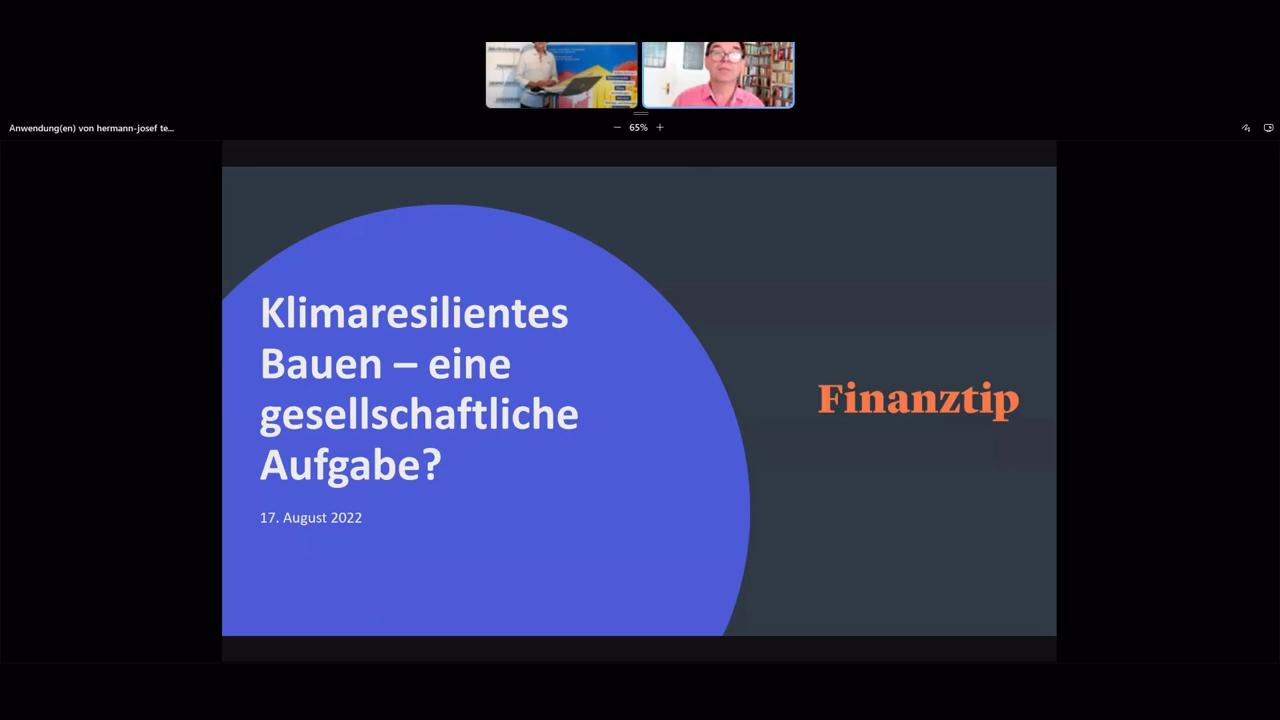 Anwendung(en) von hermann-josef te...
65%
Klimaresilientes
Bauen – eine
gesellschaftliche
Aufgabe?
17. August 2022
Finanztip